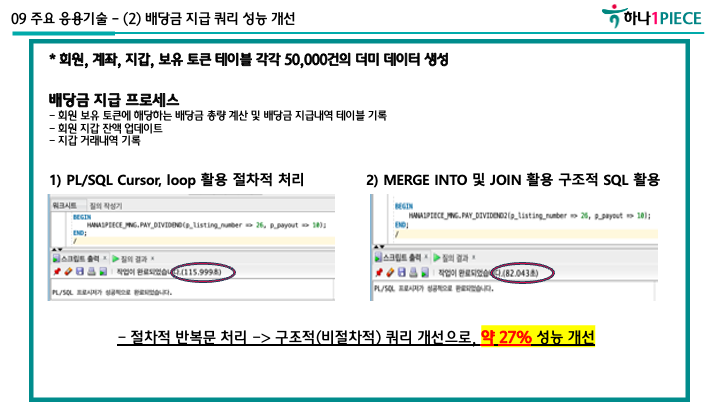 09 주요 응용기술 – (2) 배당금 지급 쿼리 성능 개선
하나1PIECE
* 회원, 계좌, 지갑, 보유 토큰 테이블 각각 50,000건의 더미 데이터 생성
배당금 지급 프로세스
- 회원 보유 토큰에 해당하는 배당금 총량 계산 및 배당금 지급내역 테이블 기록
- 회원 지갑 잔액 업데이트
- 지갑 거래내역 기록
1) PL/SQL Cursor, loop 활용 절차적 처리
워크시트 질의 작성기
BEGIN
HANA1PIECE_MNG.PAY_DIVIDEND(p_listing_number => 26, p_payout => 10);
END;
/
스크립트 출력 × 질의 결과 ×
작업이 완료되었습니다.(115.999초)
PL/SQL 프로시저가 성공적으로 완료되었습니다.
2) MERGE INTO 및 JOIN 활용 구조적 SQL 활용
BEGIN
HANA1PIECE_MNG.PAY_DIVIDEND2(p_listing_number => 26, p_payout => 10);
END;
/
스크립트 출력 × 질의 결과 ×
작업이 완료되었습니다.(82.043초)
PL/SQL 프로시저가 성공적으로 완료되었습니다.
- 절차적 반복문 처리 -> 구조적(비절차적) 쿼리 개선으로, 약 27% 성능 개선